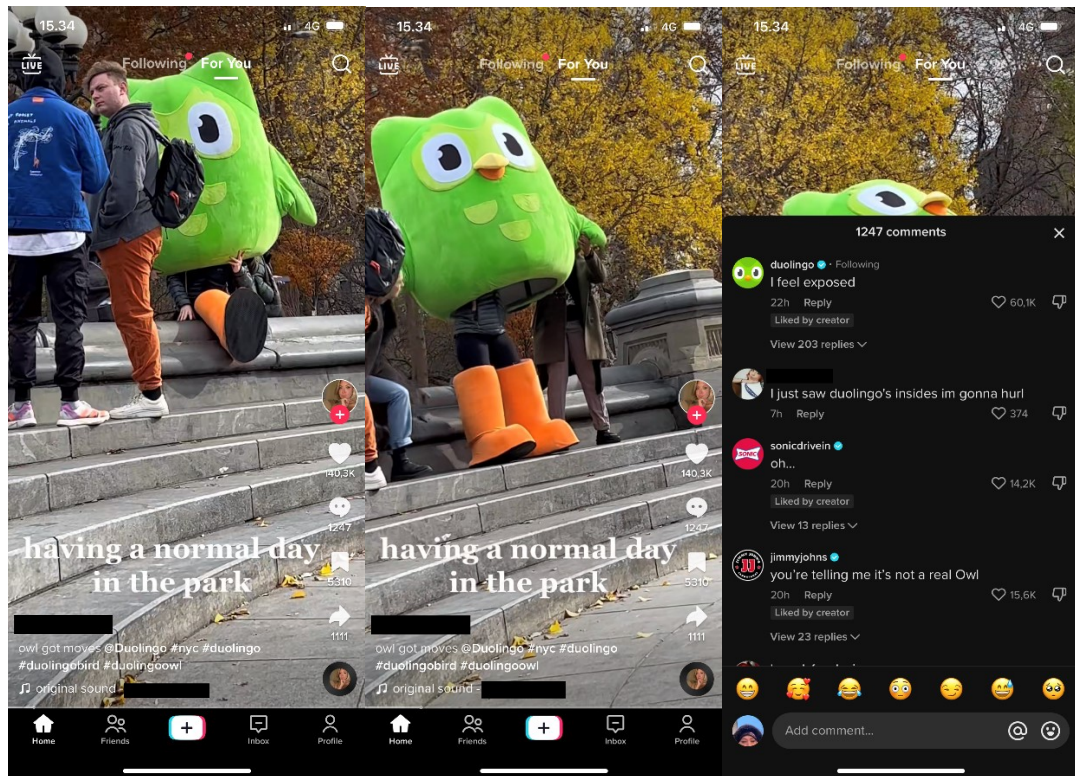 15.34
4G
LIVE
Following
For You
140,3K
1247
having a normal day
in the park
5310
1111
owl got moves @Duolingo #nyc #duolingo
#duolingobird #duolingoowl
original sound -
Home
Friends
Inbox
Profile
15.34
4G
LIVE
Following
For You
140,3K
1247
having a normal day
in the park
5310
1111
owl got moves @Duolingo #nyc #duolingo
#duolingobird #duolingoowl
original sound -
Home
Friends
Inbox
Profile
15.34
4G
LIVE
Following
For You
1247 comments
duolingo · Following
I feel exposed
22h Reply
60,1K
Liked by creator
View 203 replies
I just saw duolingo's insides im gonna hurl
7h Reply
374
SONIC
sonicdrivein
oh...
20h Reply
14,2K
Liked by creator
View 13 replies
JJ
jimmyjohns
you're telling me it's not a real Owl
20h Reply
15,6K
Liked by creator
View 23 replies
Add comment...